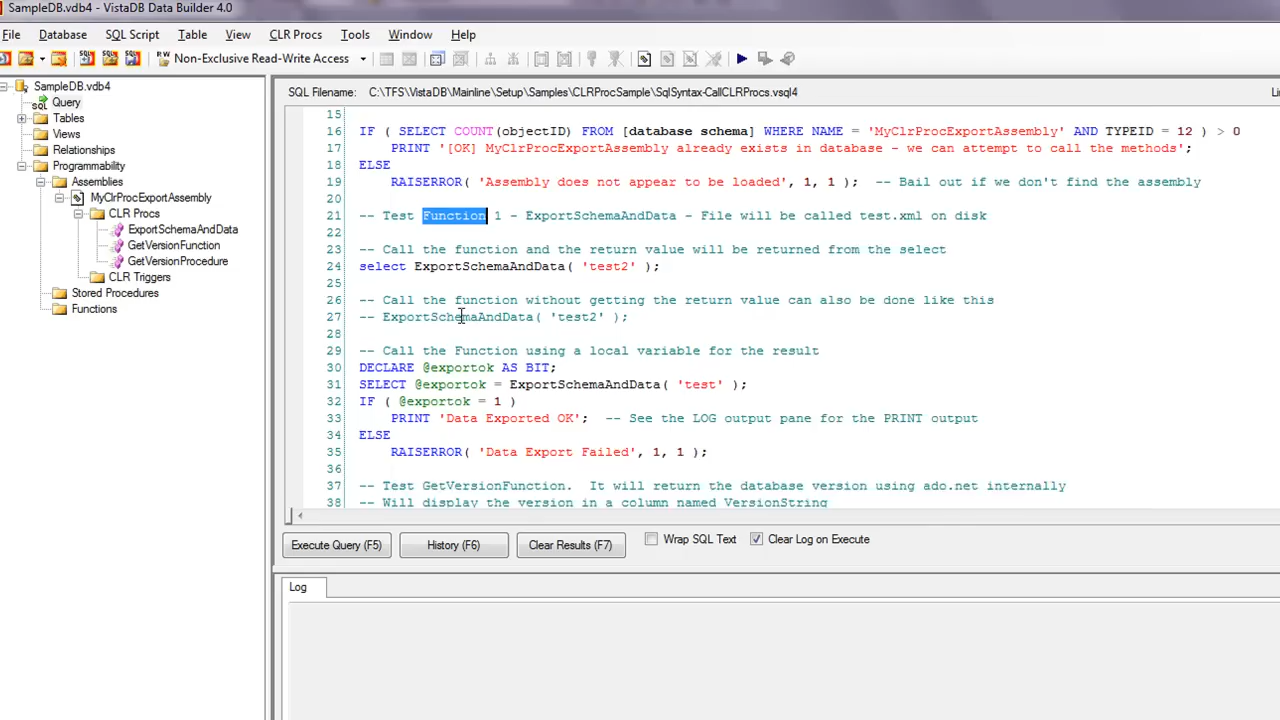 SampleDB.vdb4 - VistaDB Data Builder 4.0
File Database SQL Script Table View CLR Procs Tools Window Help
Non-Exclusive Read-Write Access
SampleDB.vdb4
SQL Query
Tables
Views
Relationships
Programmability
Assemblies
MyClrProcExportAssembly
CLR Procs
ExportSchemaAndData
GetVersionFunction
GetVersionProcedure
CLR Triggers
Stored Procedures
Functions
SQL Filename: C:\TFS\VistaDB\Mainline\Setup\Samples\CLRProcSample\SqlSyntax-CallCLRProcs.vsql4 Li
15
16 IF ( SELECT COUNT(objectID) FROM [database schema] WHERE NAME = 'MyClrProcExportAssembly' AND TYPEID = 12 ) > 0
17 PRINT '[OK] MyClrProcExportAssembly already exists in database - we can attempt to call the methods';
18 ELSE
19 RAISERROR( 'Assembly does not appear to be loaded', 1, 1 ); -- Bail out if we don't find the assembly
20
21 -- Test Function 1 - ExportSchemaAndData - File will be called test.xml on disk
22
23 -- Call the function and the return value will be returned from the select
24 select ExportSchemaAndData( 'test2' );
25
26 -- Call the function without getting the return value can also be done like this
27 -- ExportSchemaAndData( 'test2' );
28
29 -- Call the Function using a local variable for the result
30 DECLARE @exportok AS BIT;
31 SELECT @exportok = ExportSchemaAndData( 'test' );
32 IF ( @exportok = 1 )
33 PRINT 'Data Exported OK'; -- See the LOG output pane for the PRINT output
34 ELSE
35 RAISERROR( 'Data Export Failed', 1, 1 );
36
37 -- Test GetVersionFunction. It will return the database version using ado.net internally
38 -- Will display the version in a column named VersionString
Execute Query (F5) History (F6) Clear Results (F7) Wrap SQL Text Clear Log on Execute
Log